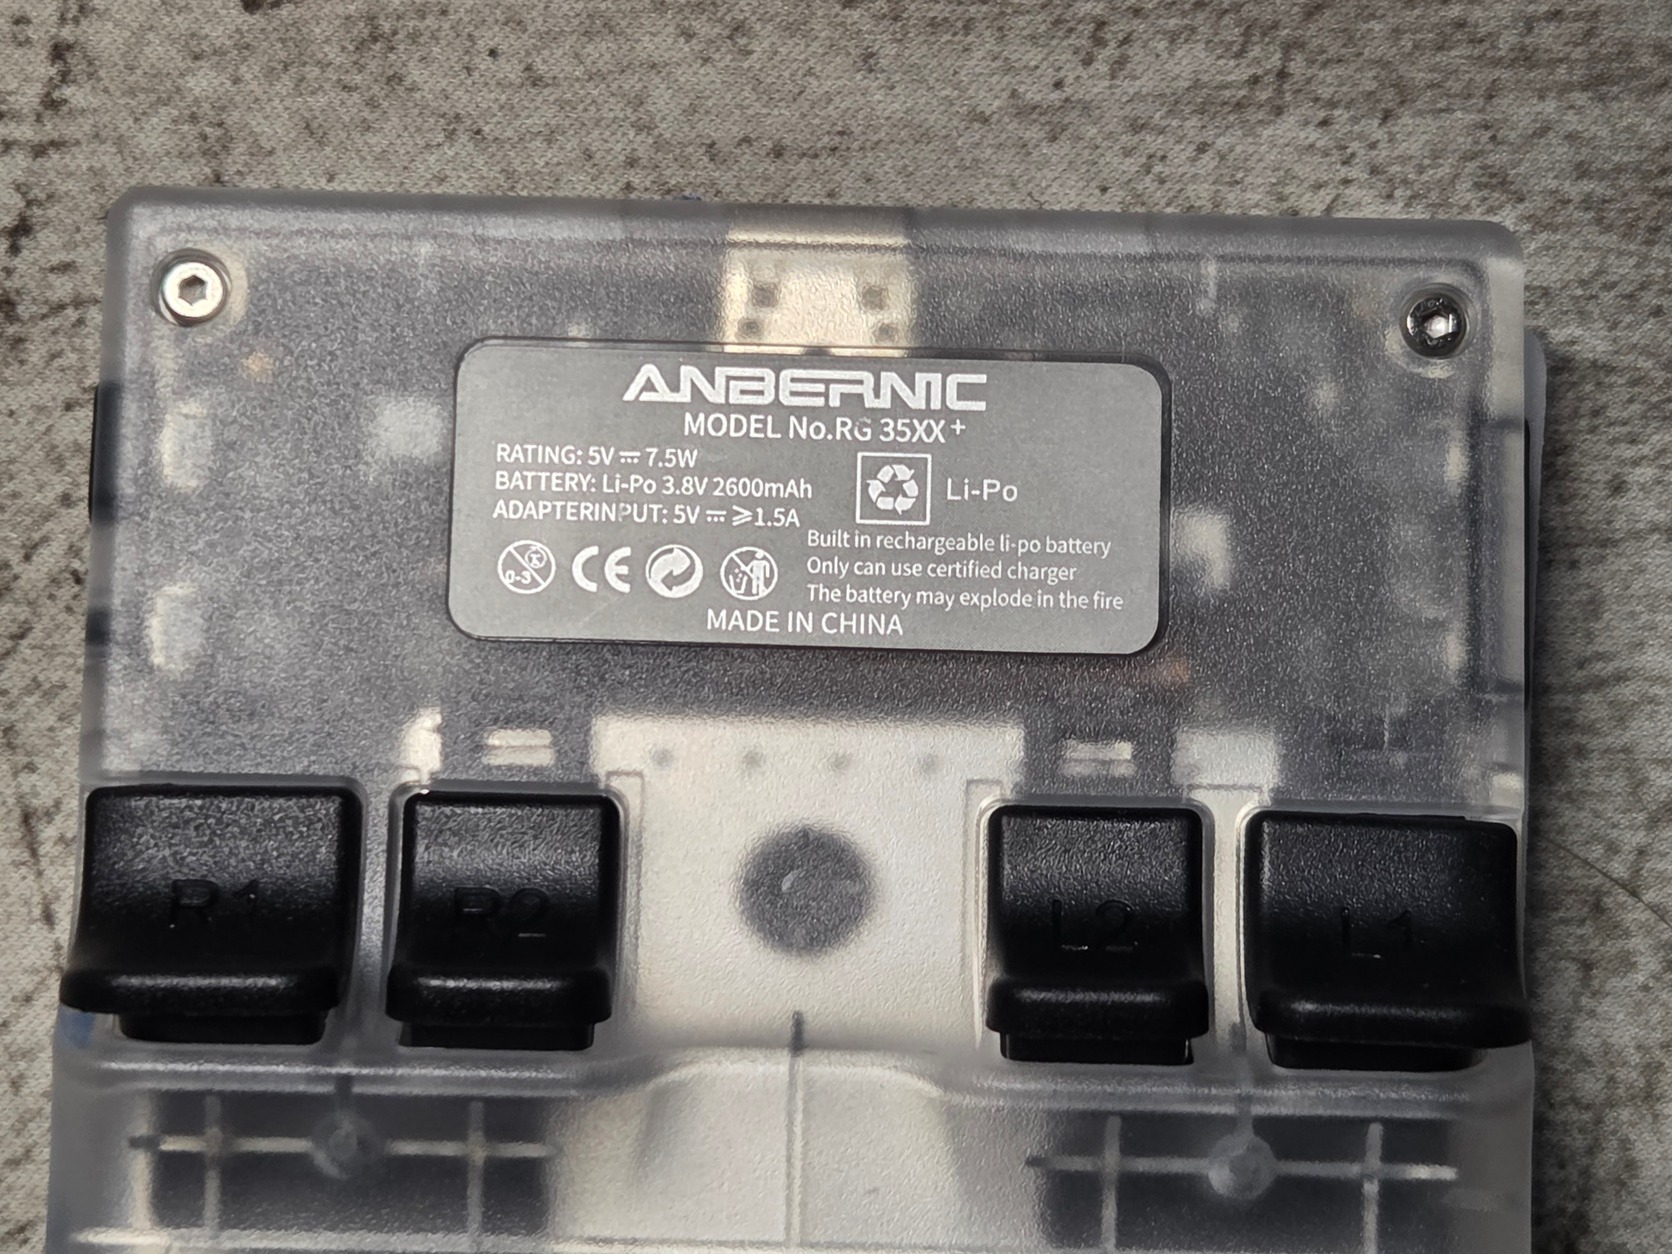 ANBERNIC
MODEL No.RG 35XX+
RATING: 5V⎓7.5W
BATTERY: Li-Po 3.8V 2600mAh
ADAPTERINPUT: 5V⎓⩾1.5A
Li-Po
Built in rechargeable li-po battery
Only can use certified charger
The battery may explode in the fire
0-3
CE
MADE IN CHINA
R1
R2
L2
L1